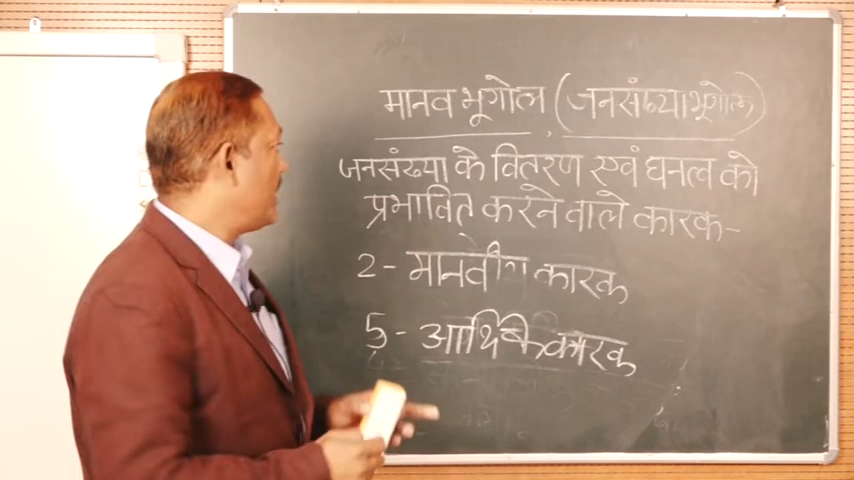 मानव भूगोल (जनसंख्या भूगोल)
जनसंख्या के वितरण एवं घनत्व को
प्रभावित करने वाले कारक-
2- मानवीय कारक
5- आर्थिक कारक